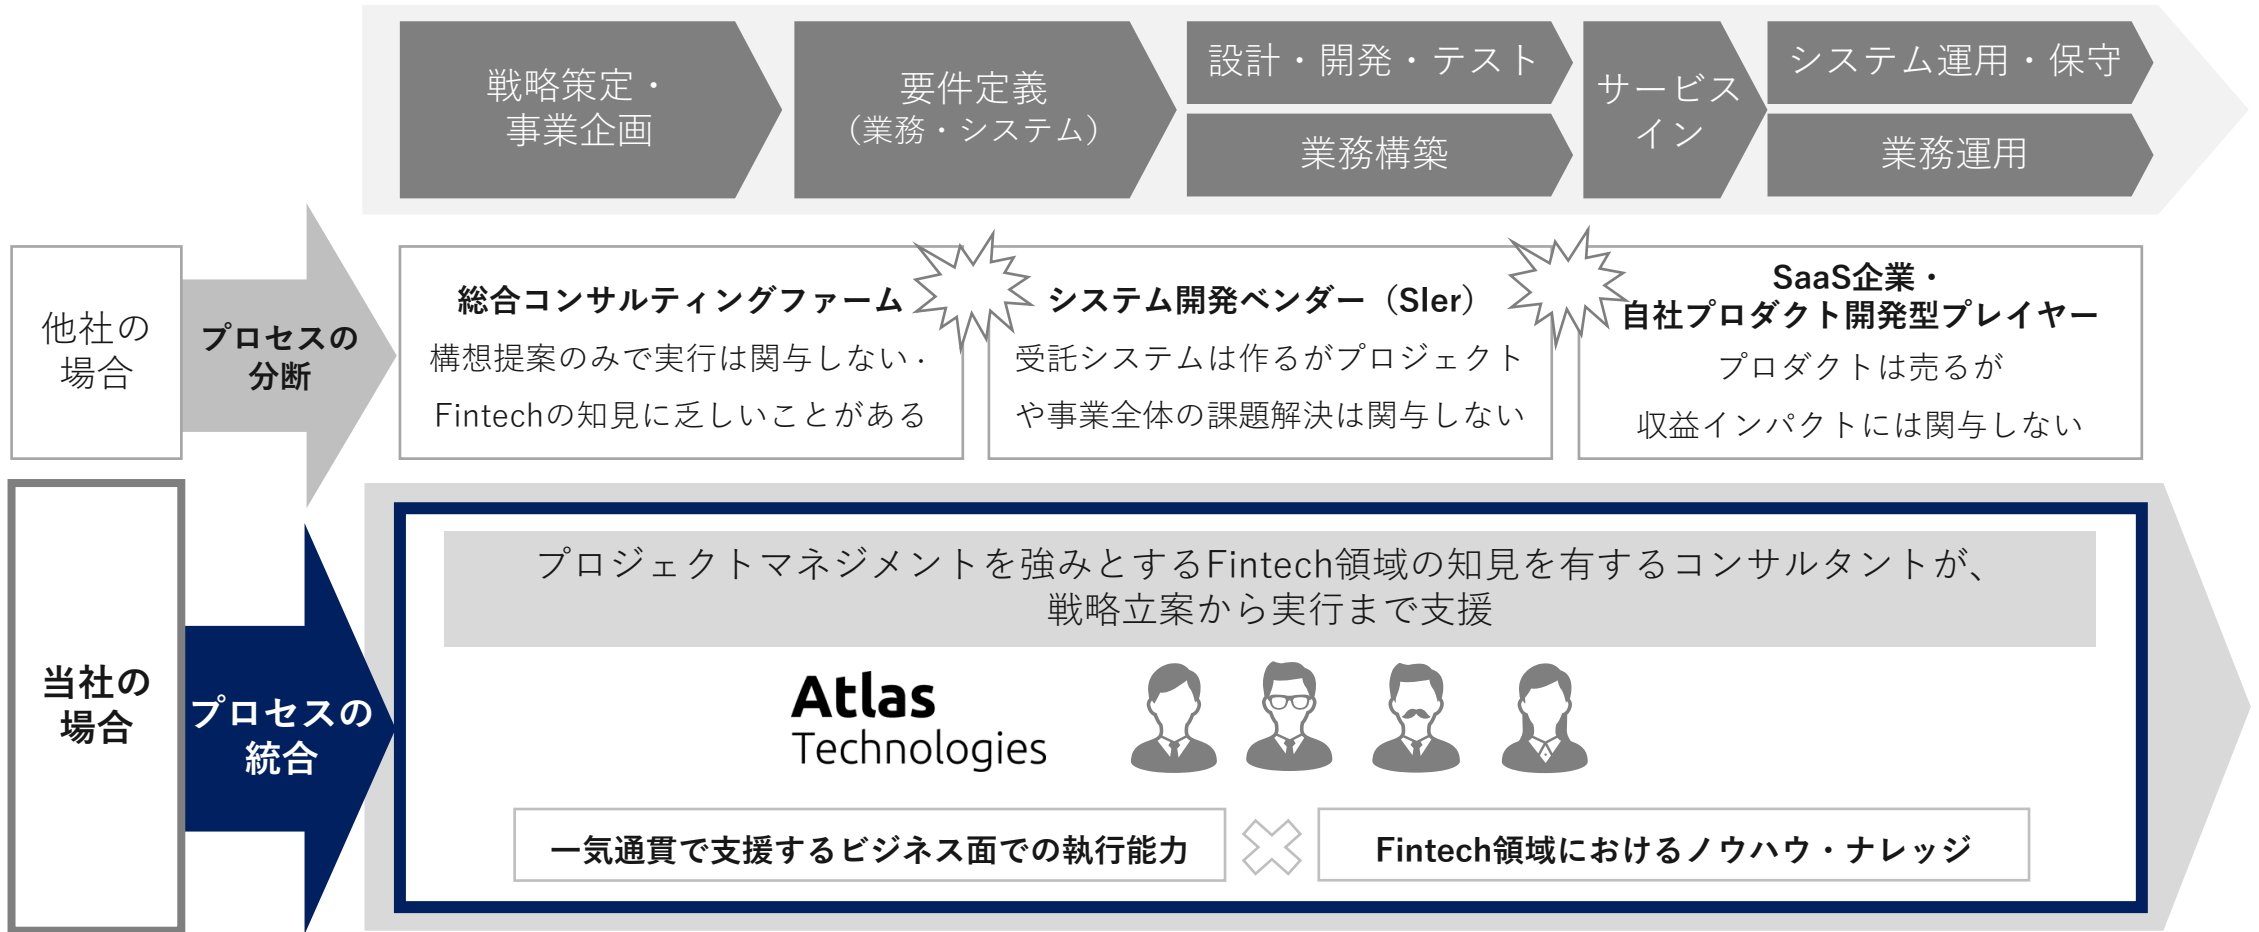 戦略策定・
事業企画
要件定義
（業務・システム）
設計・開発・テスト
業務構築
サービス
イン
システム運用・保守
業務運用
他社の
場合
プロセスの
分断
総合コンサルティングファーム
構想提案のみで実行は関与しない・
Fintechの知見に乏しいことがある
システム開発ベンダー（SIer）
受託システムは作るがプロジェクト
や事業全体の課題解決は関与しない
SaaS企業・
自社プロダクト開発型プレイヤー
プロダクトは売るが
収益インパクトには関与しない
当社の
場合
プロセスの
統合
プロジェクトマネジメントを強みとするFintech領域の知見を有するコンサルタントが、
戦略立案から実行まで支援
Atlas
Technologies
一気通貫で支援するビジネス面での執行能力
Fintech領域におけるノウハウ・ナレッジ